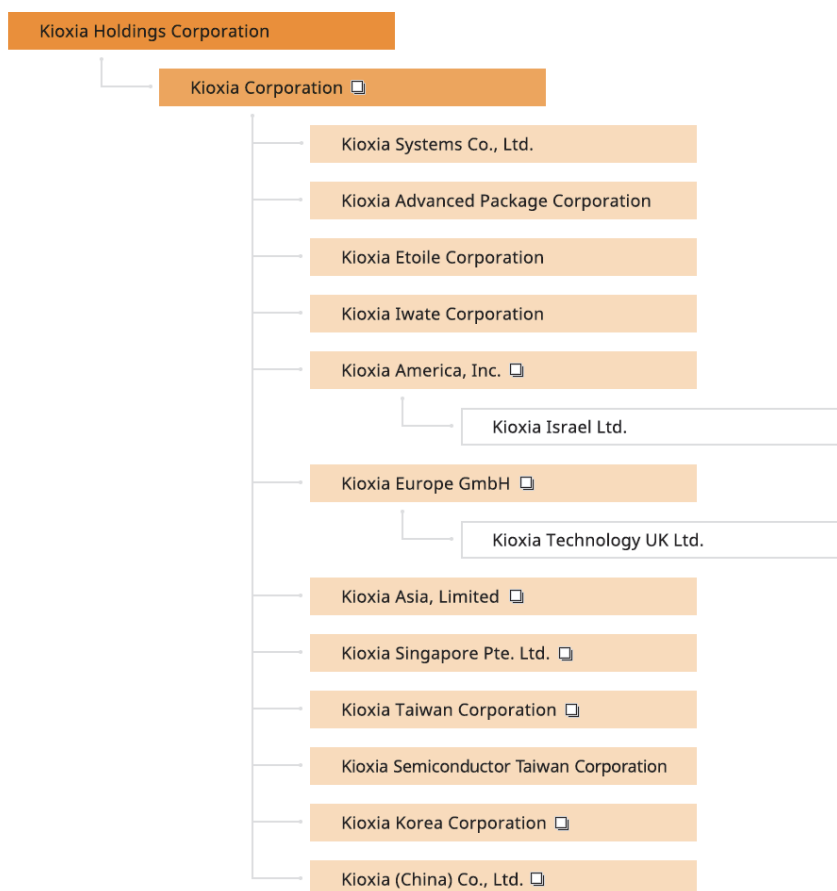 Kioxia Holdings Corporation
Kioxia Corporation
Kioxia Systems Co., Ltd.
Kioxia Advanced Package Corporation
Kioxia Etoile Corporation
Kioxia Iwate Corporation
Kioxia America, Inc.
Kioxia Israel Ltd.
Kioxia Europe GmbH
Kioxia Technology UK Ltd.
Kioxia Asia, Limited
Kioxia Singapore Pte. Ltd.
Kioxia Taiwan Corporation
Kioxia Semiconductor Taiwan Corporation
Kioxia Korea Corporation
Kioxia (China) Co., Ltd.